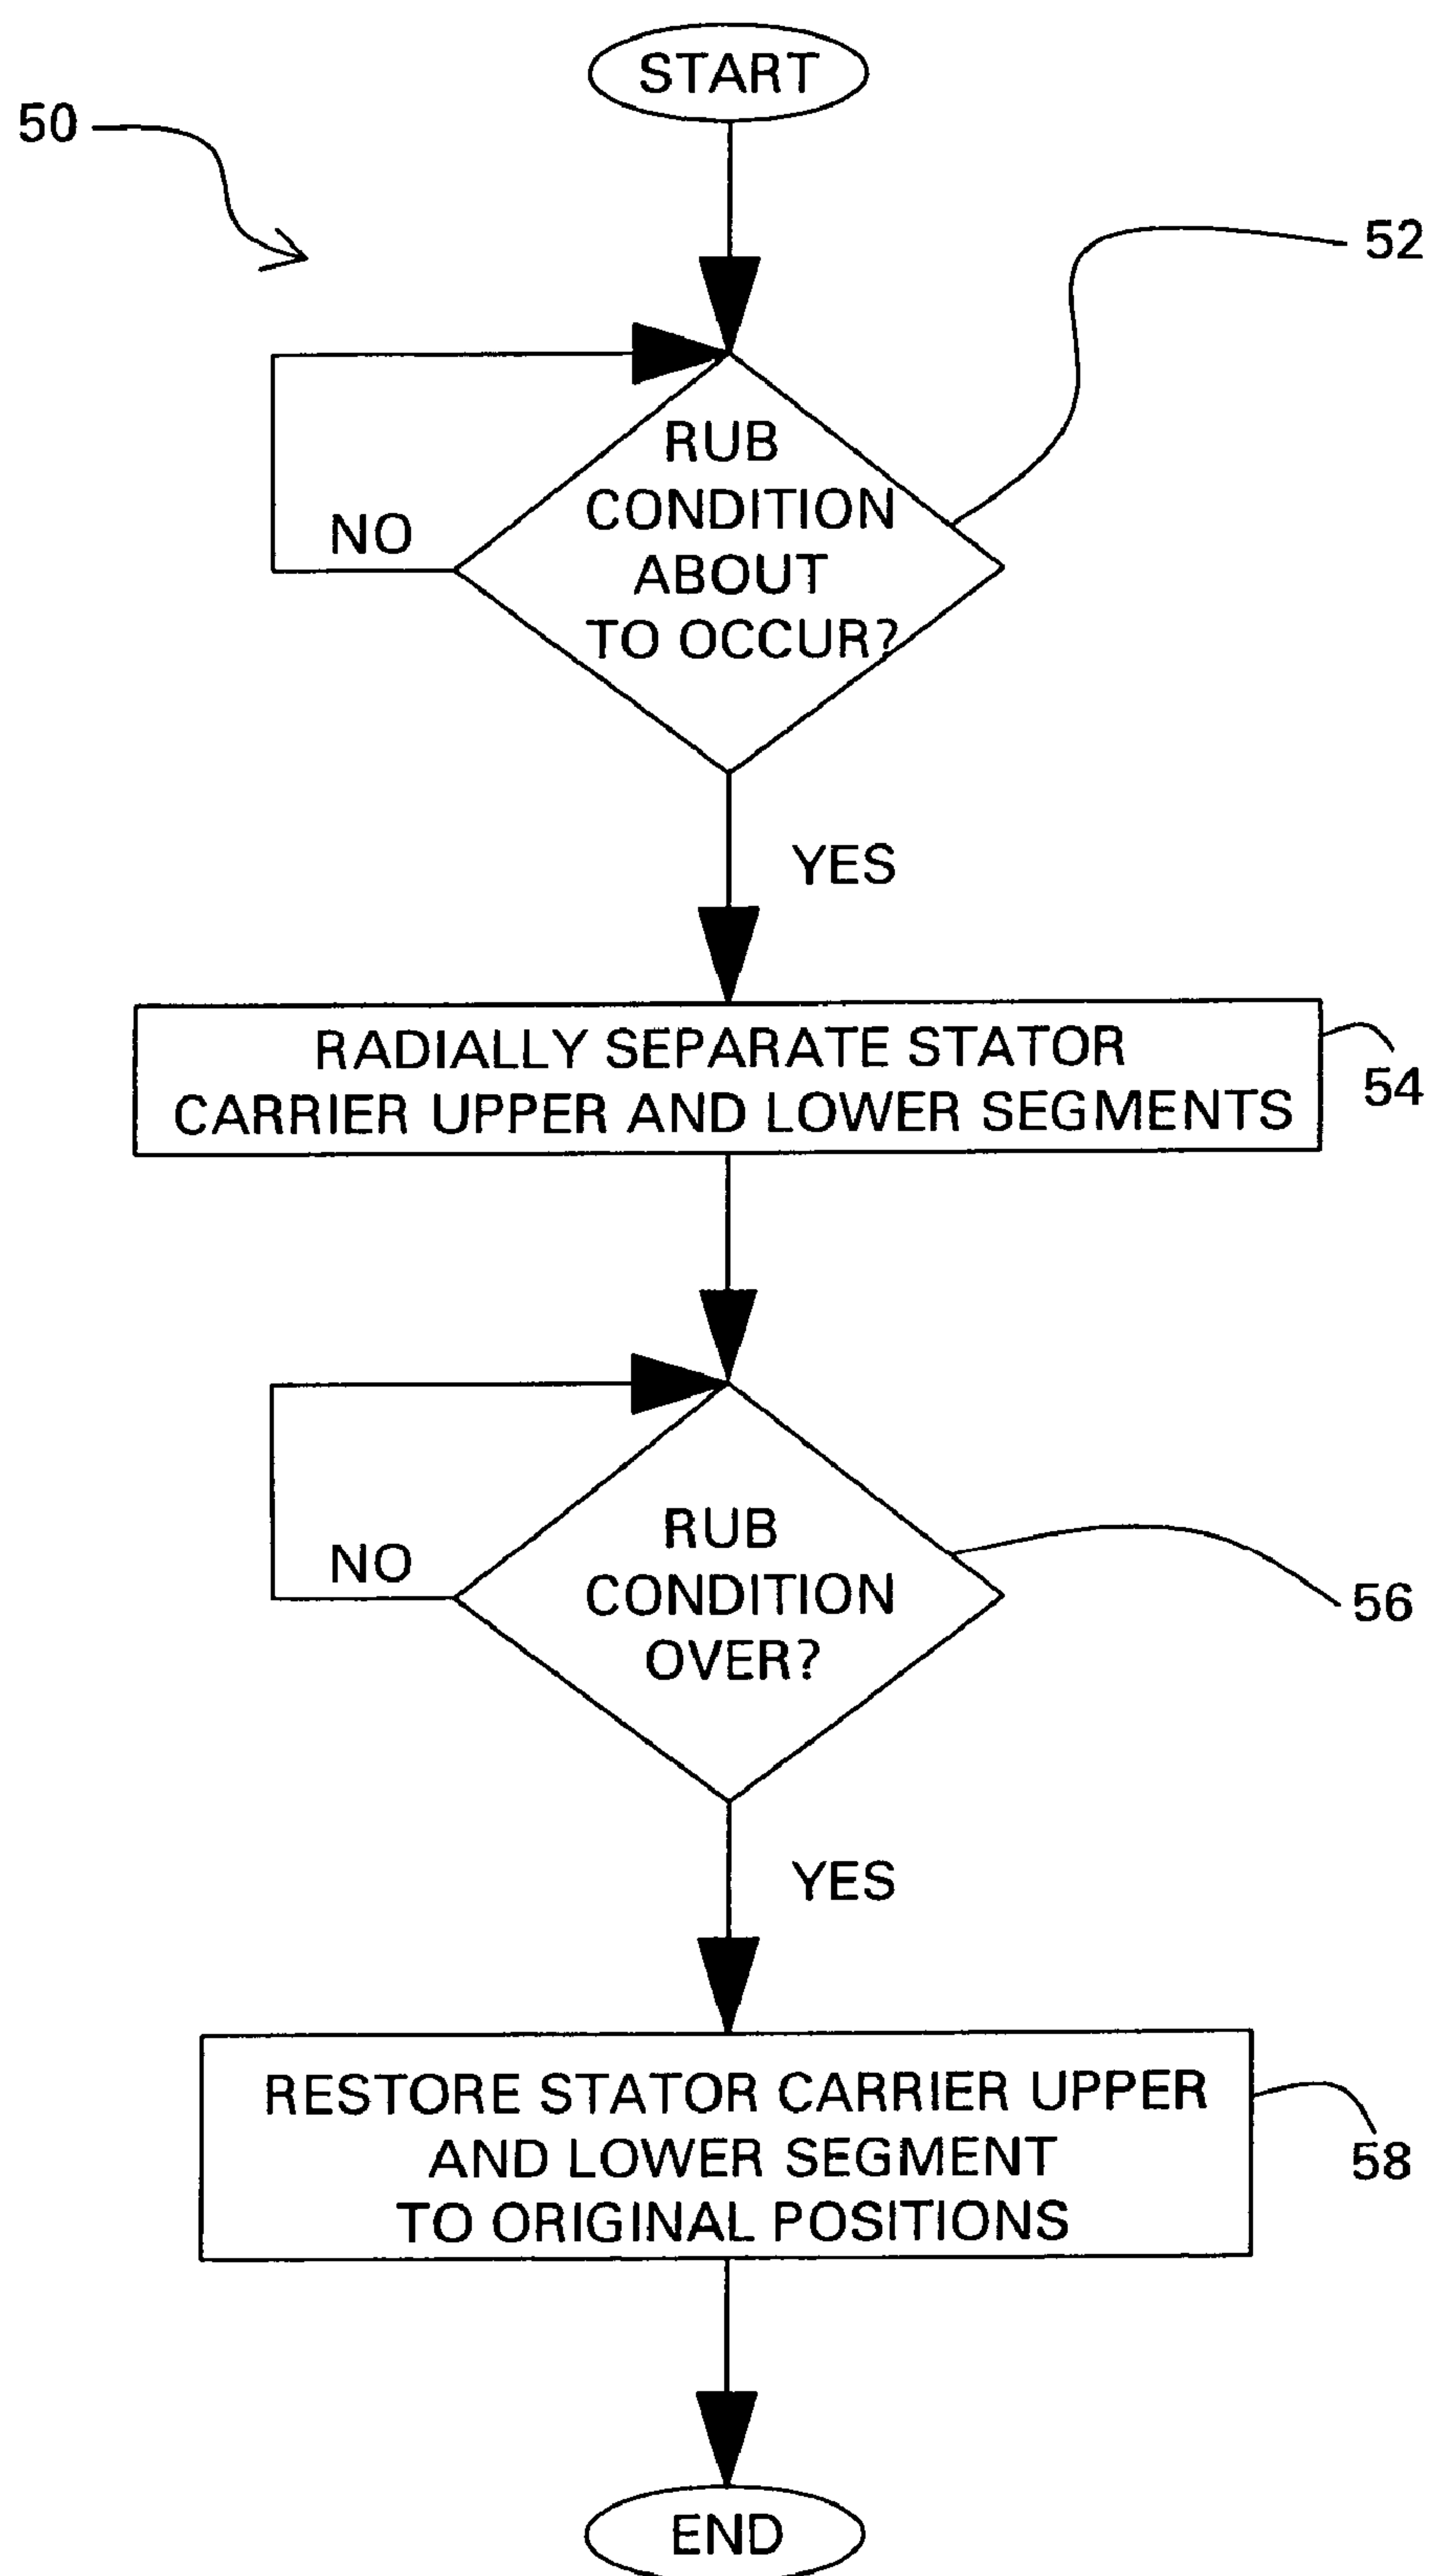 START
50
52
RUB
CONDITION
ABOUT
TO OCCUR?
NO
YES
RADIALLY SEPARATE STATOR
CARRIER UPPER AND LOWER SEGMENTS
54
RUB
CONDITION
OVER?
NO
56
YES
RESTORE STATOR CARRIER UPPER
AND LOWER SEGMENT
TO ORIGINAL POSITIONS
58
END